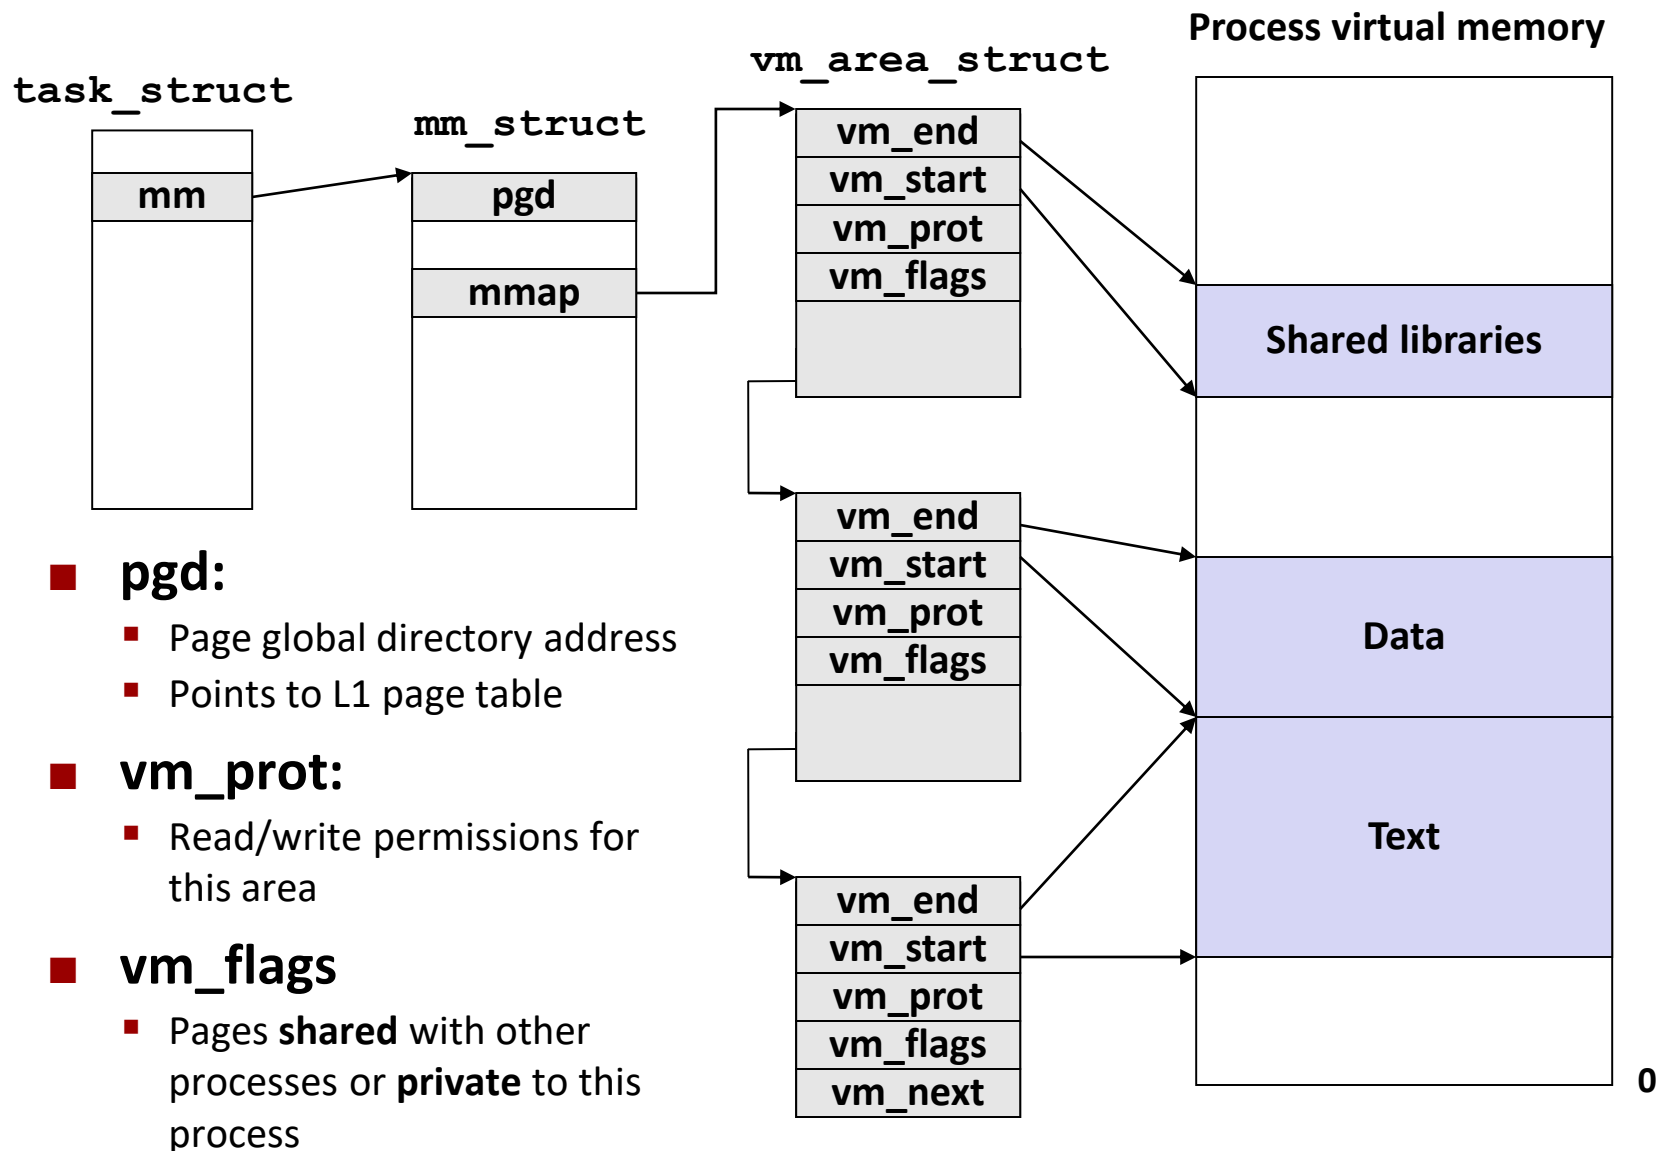 Process virtual memory
vm_area_struct
task_struct
mm_struct
mm
pgd
mmap
vm_end
vm_start
vm_prot
vm_flags
Shared libraries
vm_end
vm_start
vm_prot
vm_flags
Data
Text
vm_end
vm_start
vm_prot
vm_flags
vm_next
0
pgd:
Page global directory address
Points to L1 page table
vm_prot:
Read/write permissions for
this area
vm_flags
Pages shared with other
processes or private to this
process